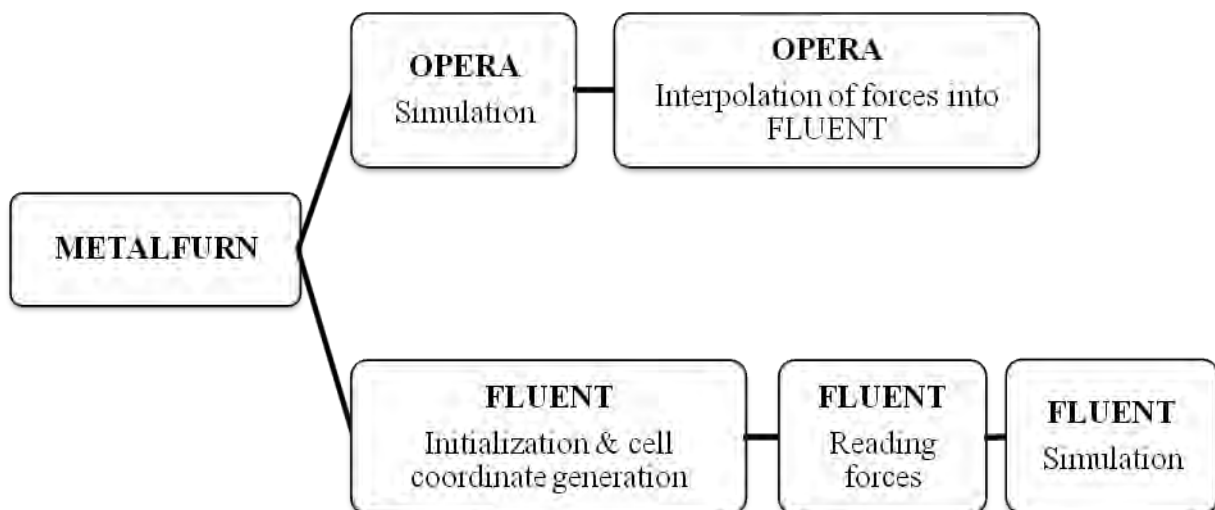 OPERA
Simulation
OPERA
Interpolation of forces into
FLUENT
METALFURN
FLUENT
Initialization & cell
coordinate generation
FLUENT
Reading
forces
FLUENT
Simulation